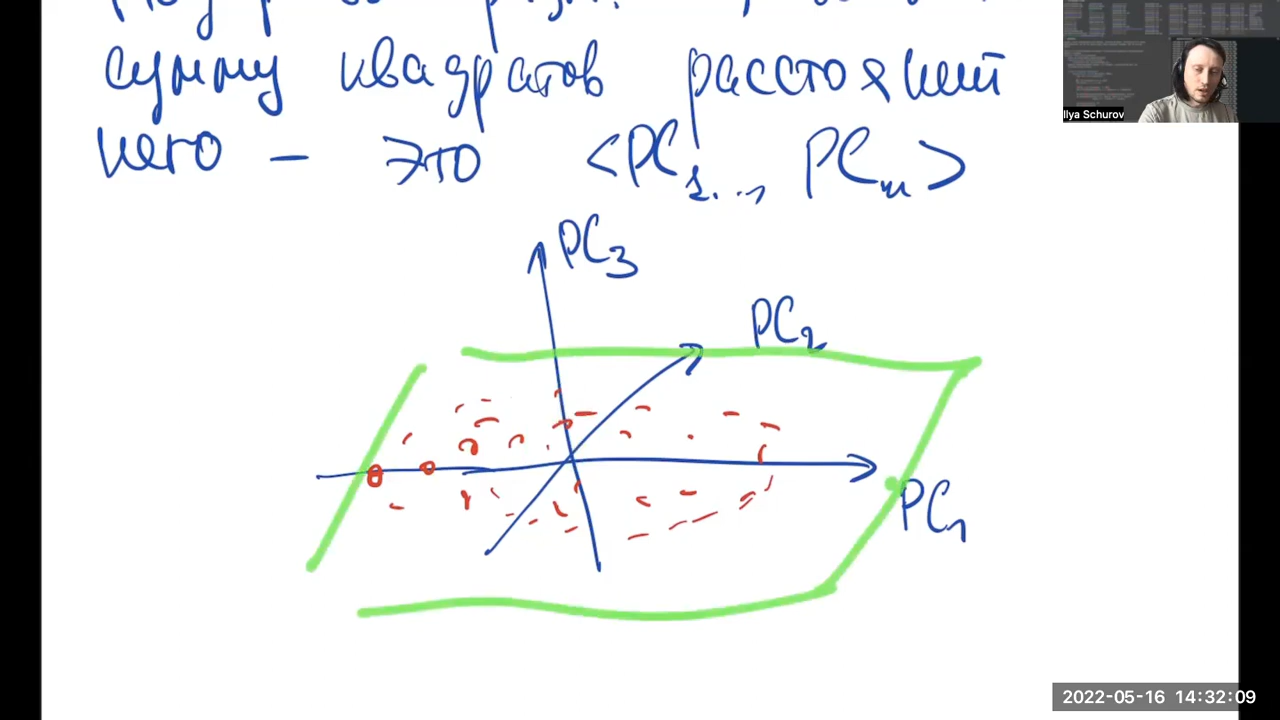 сумму квадратов расстояний
него – это <PC₁..., PCₘ>
PC₃
PC₂
PC₁
Ilya Schurov
2022-05-16 14:32:09